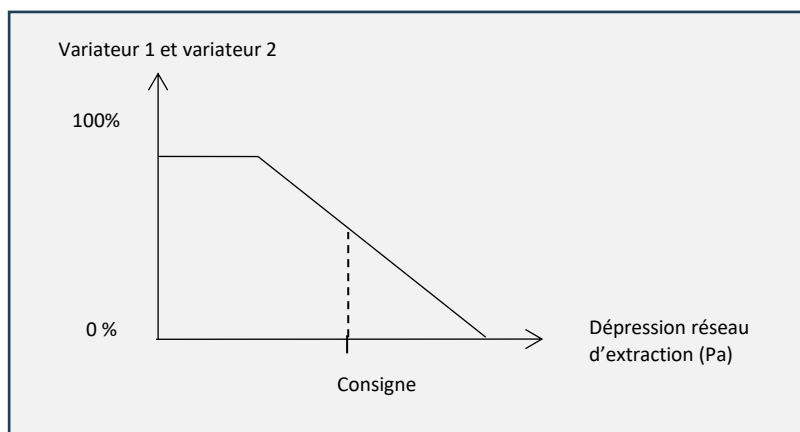 Variateur 1 et variateur 2
100%
0 %
Dépression réseau
d’extraction (Pa)
Consigne